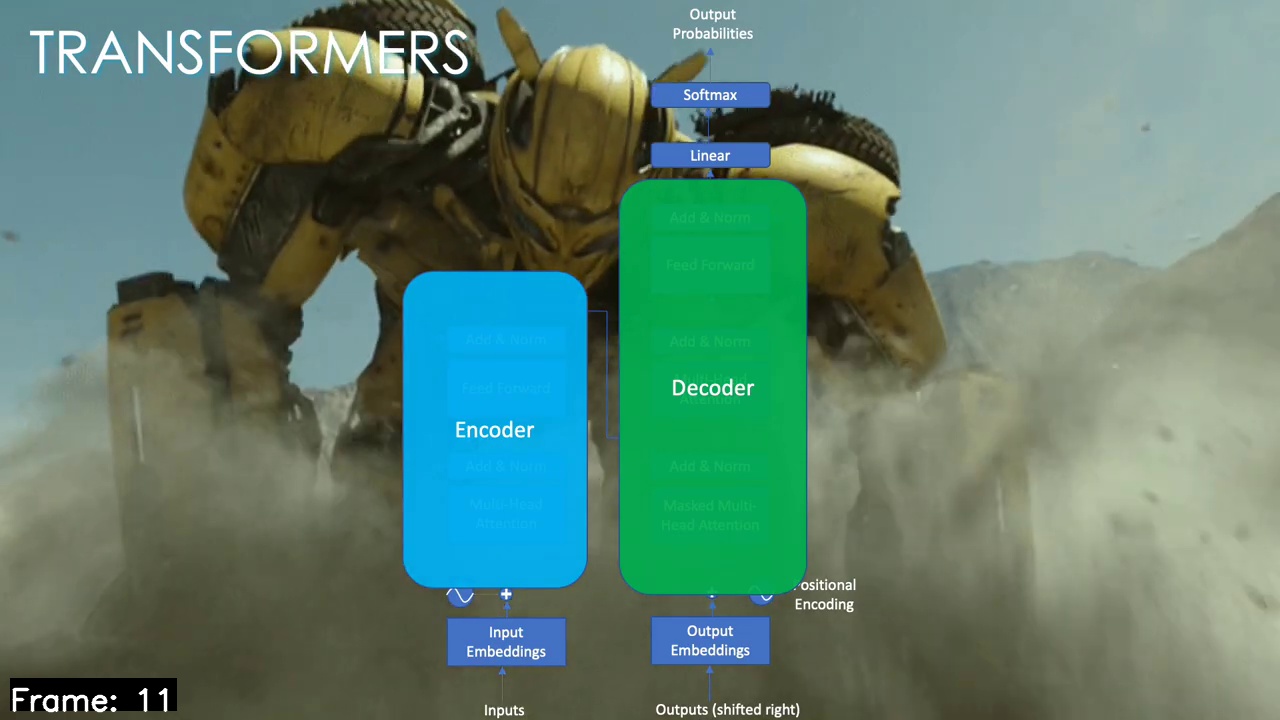 TRANSFORMERS
Output
Probabilities
Softmax
Linear
Add & Norm
Feed Forward
Add & Norm
Multi-Head
Attention
Decoder
Add & Norm
Masked Multi-
Head Attention
Add & Norm
Feed Forward
Encoder
Add & Norm
Multi-Head
Attention
Positional
Encoding
Input
Embeddings
Output
Embeddings
Inputs
Outputs (shifted right)
Frame: 11